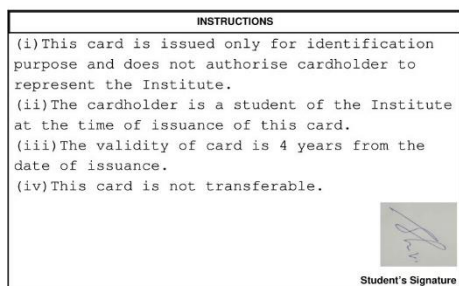 INSTRUCTIONS
(i)This card is issued only for identification
purpose and does not authorise cardholder to
represent the Institute.
(ii)The cardholder is a student of the Institute
at the time of issuance of this card.
(iii)The validity of card is 4 years from the
date of issuance.
(iv)This card is not transferable.
Student's Signature